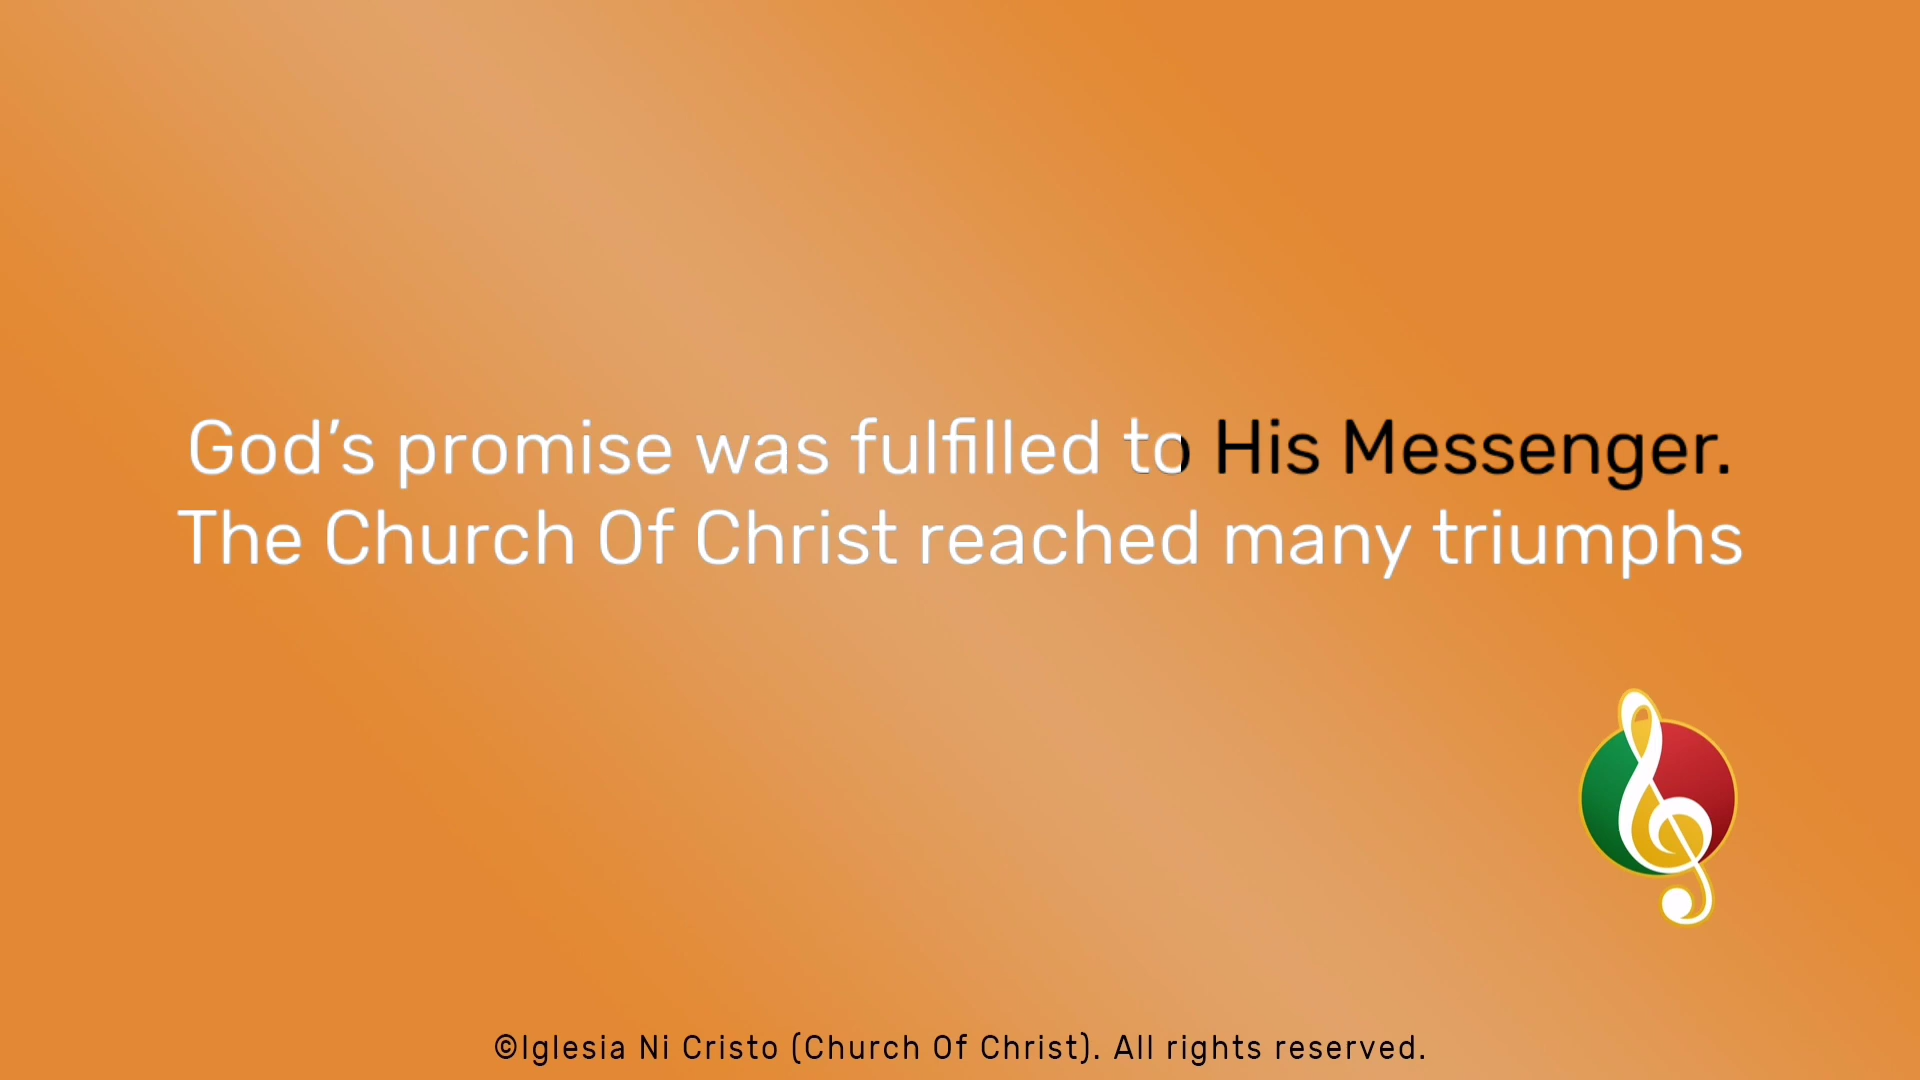 God’s promise was fulfilled to His Messenger.
The Church Of Christ reached many triumphs
©Iglesia Ni Cristo (Church Of Christ). All rights reserved.